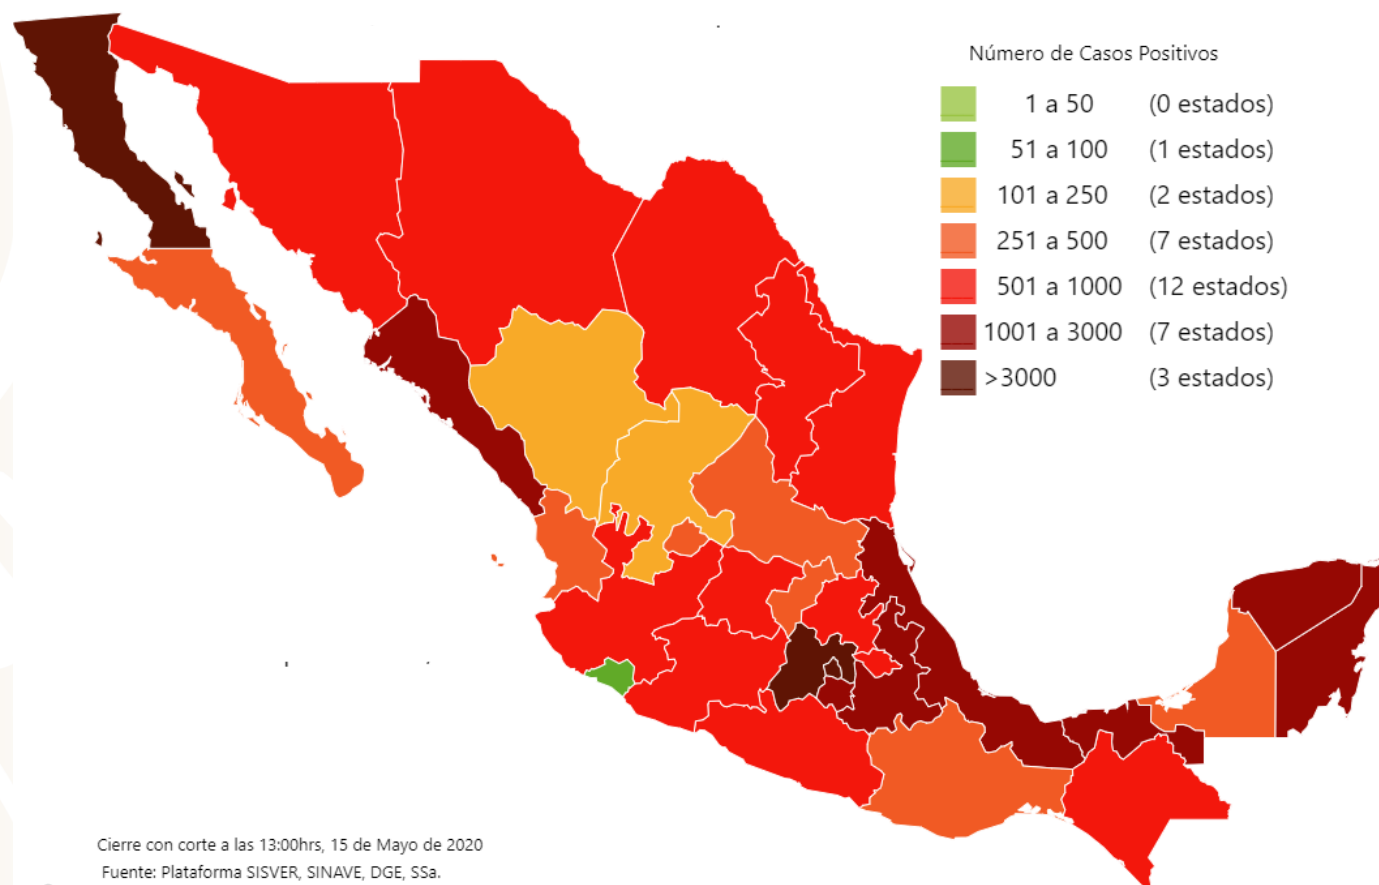 Número de Casos Positivos
1 a 50 (0 estados)
51 a 100 (1 estados)
101 a 250 (2 estados)
251 a 500 (7 estados)
501 a 1000 (12 estados)
1001 a 3000 (7 estados)
>3000 (3 estados)
Cierre con corte a las 13:00hrs, 15 de Mayo de 2020
Fuente: Plataforma SISVER, SINAVE, DGE, SSa.